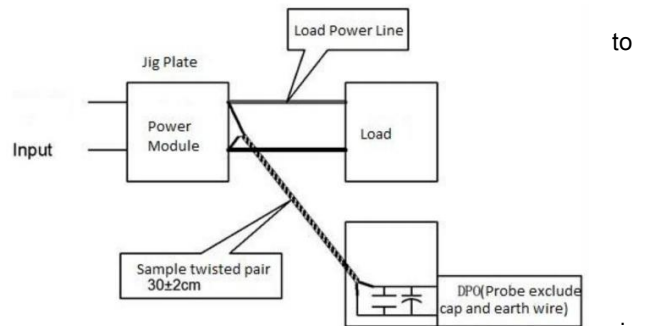 Load Power Line
to
Jig Plate
Power
Module
Load
Input
Sample twisted pair
30±2cm
DPO(Probe exclude
cap and earth wire)
.